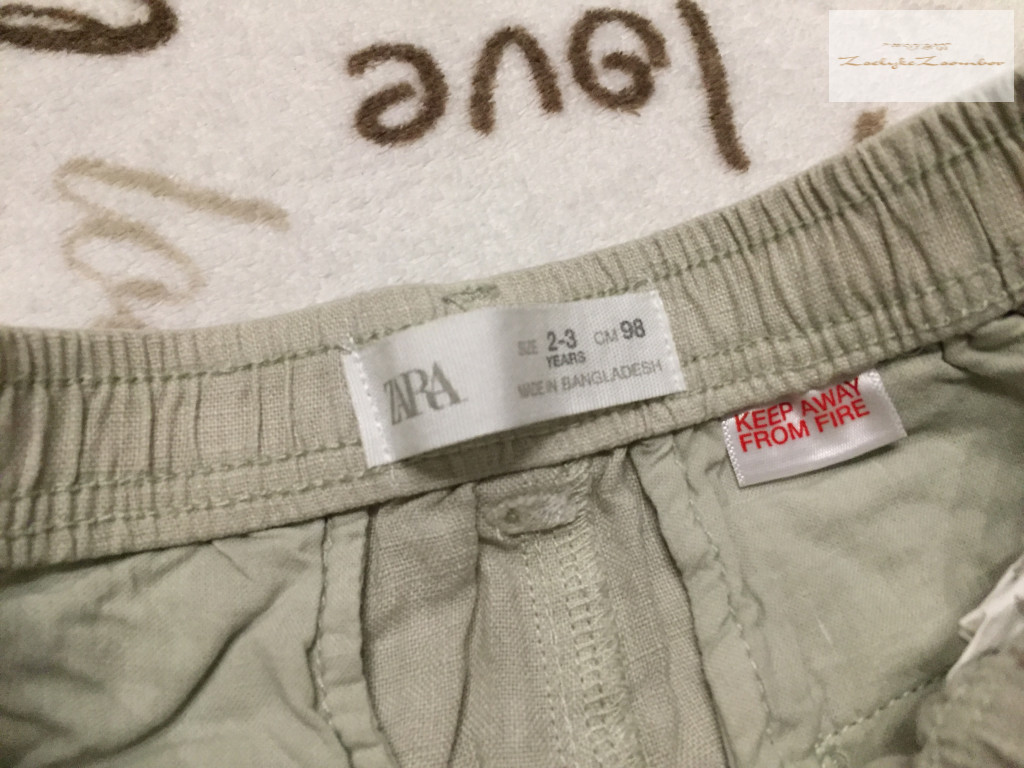 love
ZARA
SIZE 2-3 YEARS CM 98
MADE IN BANGLADESH
KEEP AWAY
FROM FIRE